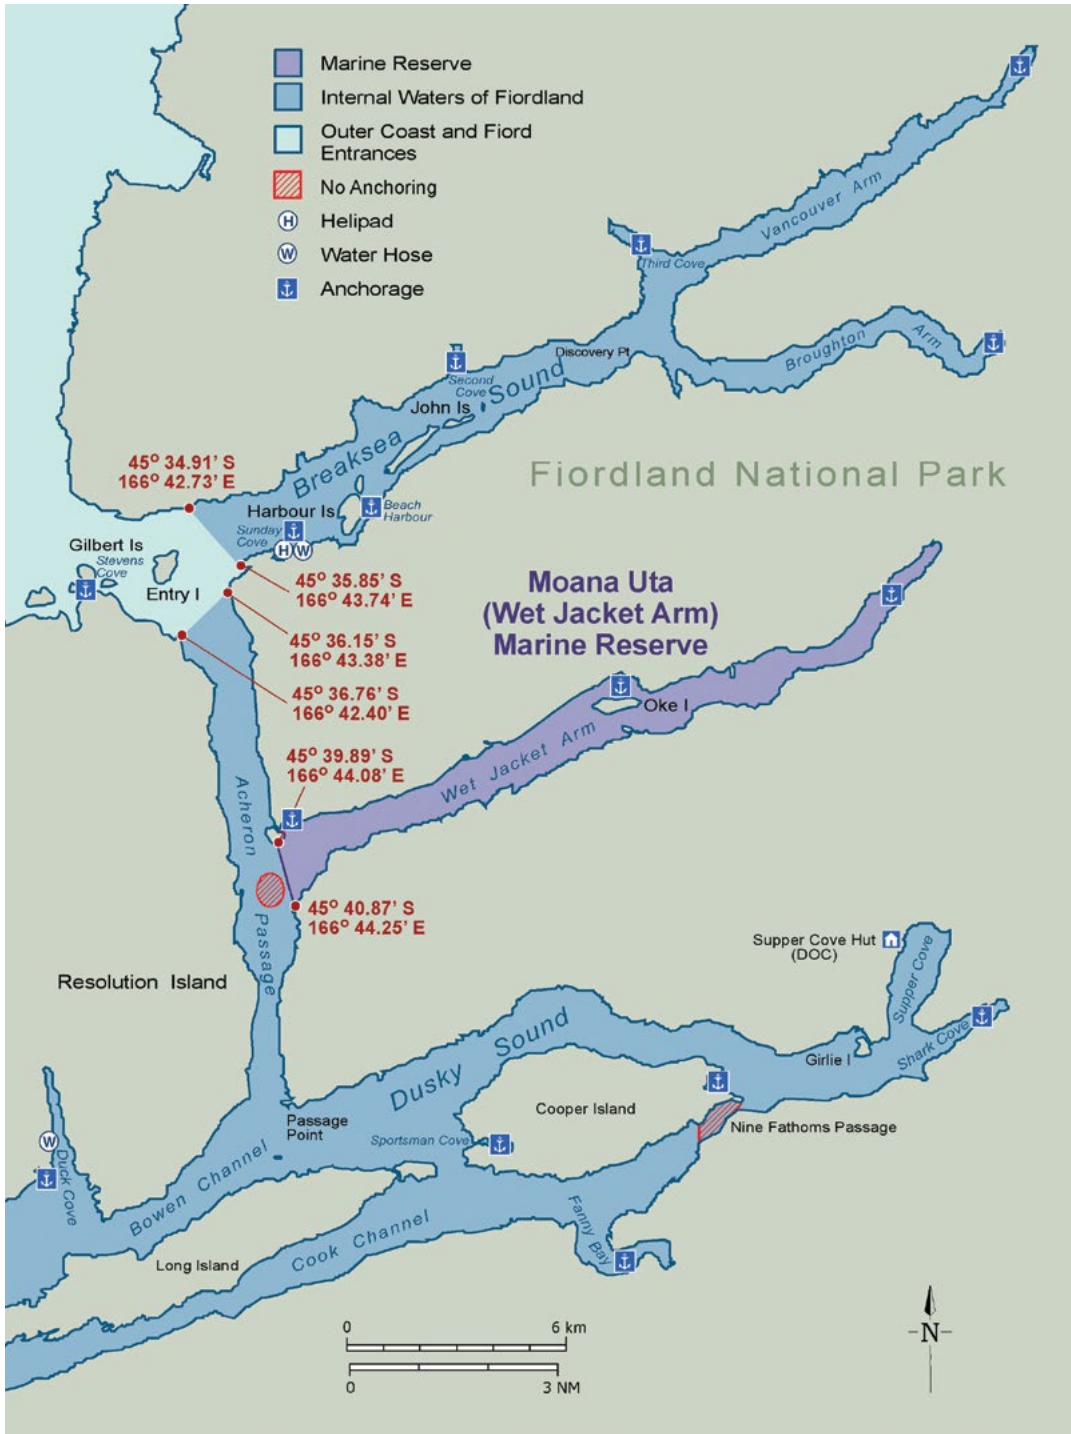 Marine Reserve
Internal Waters of Fiordland
Outer Coast and Fiord
Entrances
No Anchoring
H
Helipad
W
Water Hose
Anchorage
Vancouver Arm
Third Cove
Broughton Arm
Discovery Pt
Second
Cove
John Is
Breaksea Sound
45° 34.91' S
166° 42.73' E
Fiordland National Park
Harbour Is
Beach
Harbour
Sunday
Cove
H W
Gilbert Is
Stevens
Cove
Entry I
45° 35.85' S
166° 43.74' E
Moana Uta
(Wet Jacket Arm)
Marine Reserve
45° 36.15' S
166° 43.38' E
45° 36.76' S
166° 42.40' E
Oke I
Wet Jacket Arm
45° 39.89' S
166° 44.08' E
Acheron Passage
45° 40.87' S
166° 44.25' E
Supper Cove Hut
(DOC)
Supper Cove
Resolution Island
Shark Cove
Girlie I
Dusky Sound
Cooper Island
Nine Fathoms Passage
Passage
Point
Sportsman Cove
W
Duck Cove
Bowen Channel
Fanny Bay
Cook Channel
Long Island
0 6 km
0 3 NM
N